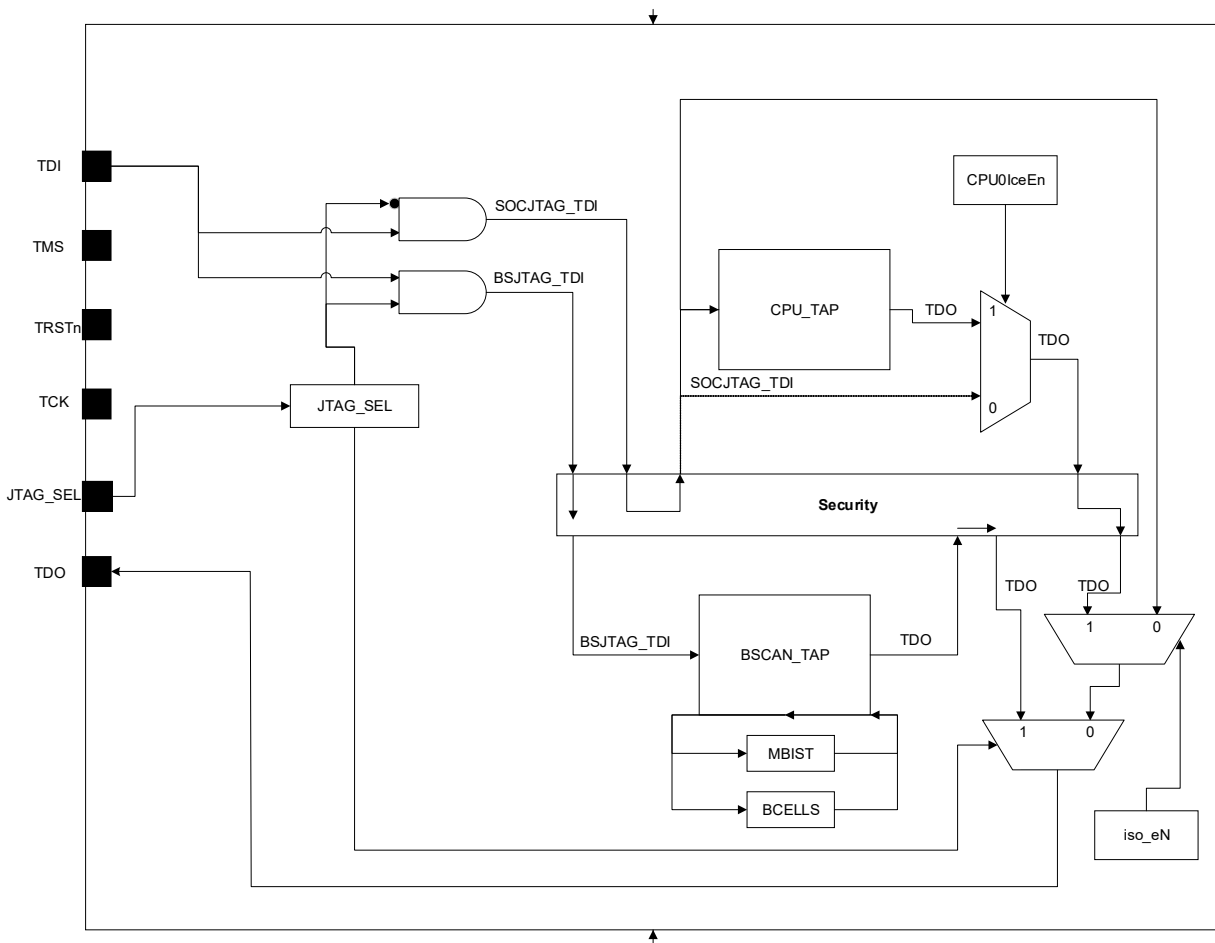 TDI
TMS
TRSTn
TCK
JTAG_SEL
TDO
SOCJTAG_TDI
BSJTAG_TDI
JTAG_SEL
CPU0IceEn
CPU_TAP
TDO
1
TDO
SOCJTAG_TDI
0
Security
BSJTAG_TDI
BSCAN_TAP
TDO
TDO
TDO
1
0
1
0
MBIST
BCELLS
iso_eN